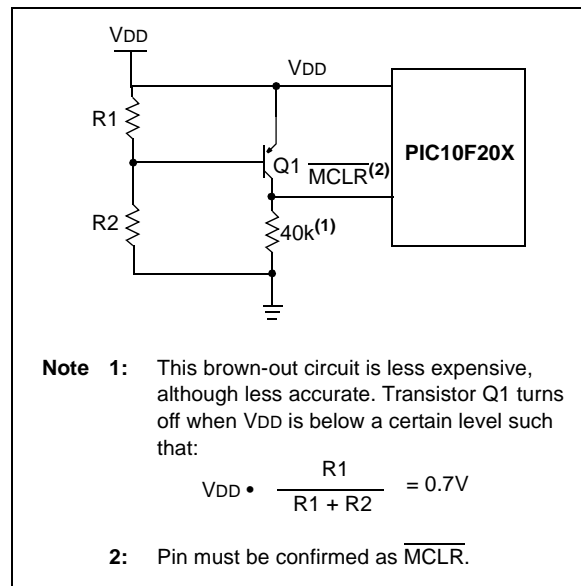 VDD
VDD
R1
PIC10F20X
Q1 MCLR(2)
R2
40k(1)
Note 1: This brown-out circuit is less expensive,
although less accurate. Transistor Q1 turns
off when VDD is below a certain level such
that:
VDD • R1 / R1 + R2 = 0.7V
2: Pin must be confirmed as MCLR.